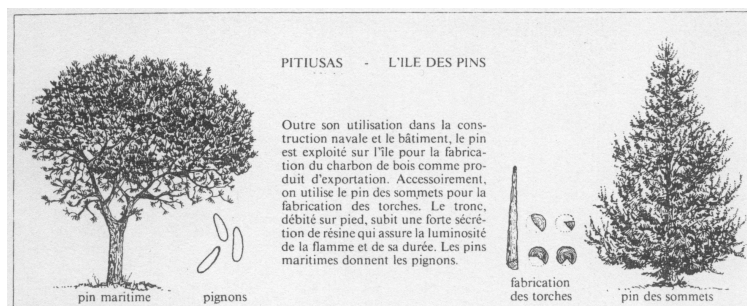 PITIUSAS - L'ILE DES PINS
Outre son utilisation dans la cons-
truction navale et le bâtiment, le pin
est exploité sur l'île pour la fabrica-
tion du charbon de bois comme pro-
duit d'exportation. Accessoirement,
on utilise le pin des sommets pour la
fabrication des torches. Le tronc,
débité sur pied, subit une forte sécré-
tion de résine qui assure la luminosité
de la flamme et de sa durée. Les pins
maritimes donnent les pignons.
pin maritime
pignons
fabrication
des torches
pin des sommets